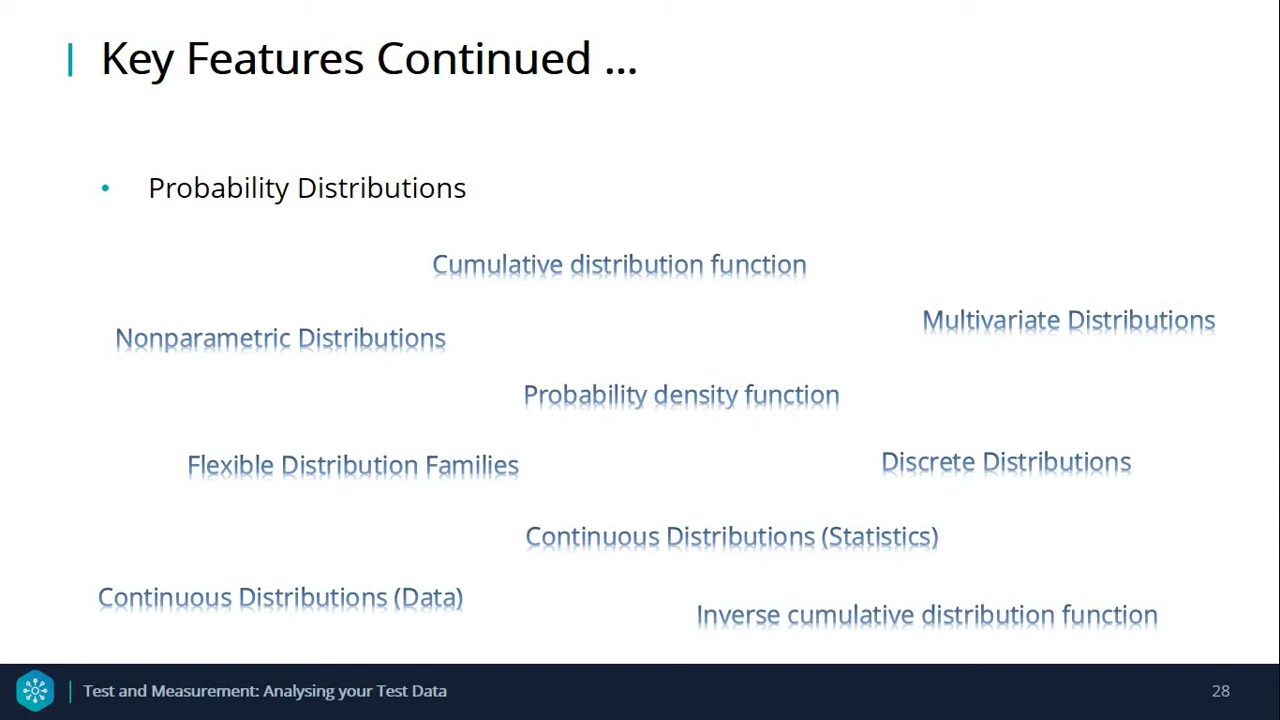 Key Features Continued ...
• Probability Distributions
Cumulative distribution function
Multivariate Distributions
Nonparametric Distributions
Probability density function
Flexible Distribution Families
Discrete Distributions
Continuous Distributions (Statistics)
Continuous Distributions (Data)
Inverse cumulative distribution function
Test and Measurement: Analysing your Test Data
28